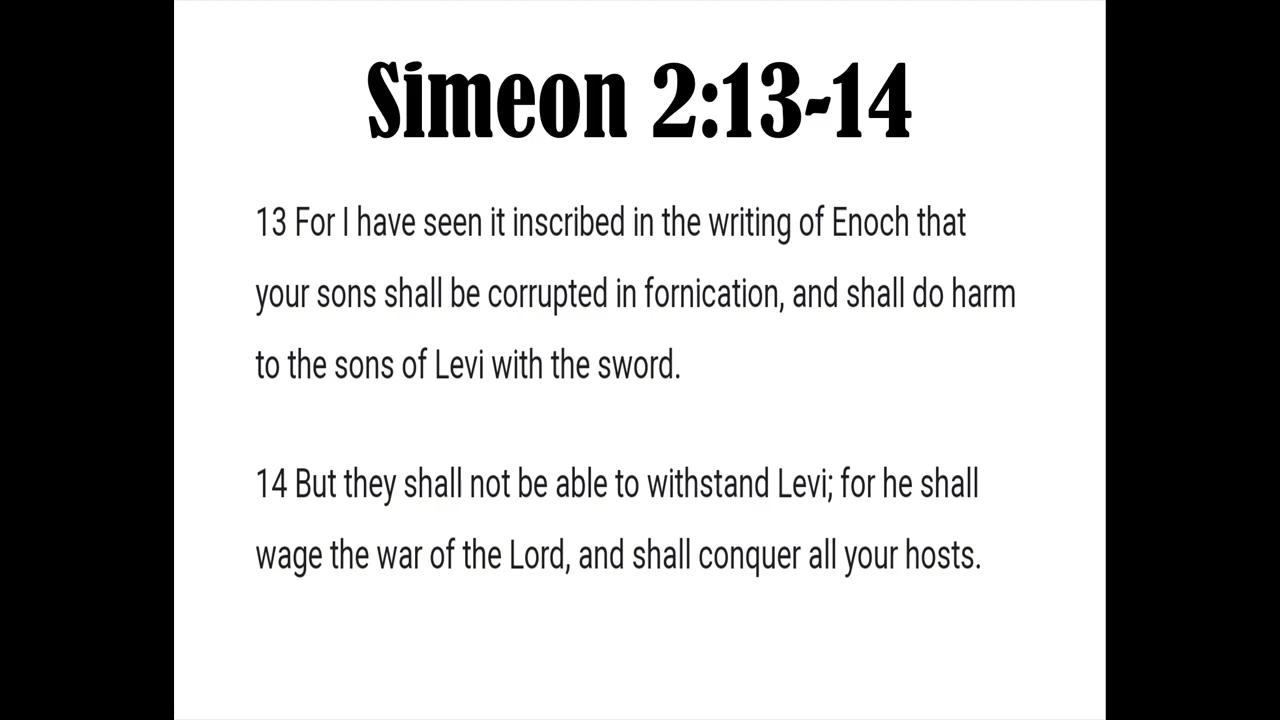 Simeon 2:13-14
13 For I have seen it inscribed in the writing of Enoch that
your sons shall be corrupted in fornication, and shall do harm
to the sons of Levi with the sword.
14 But they shall not be able to withstand Levi; for he shall
wage the war of the Lord, and shall conquer all your hosts.